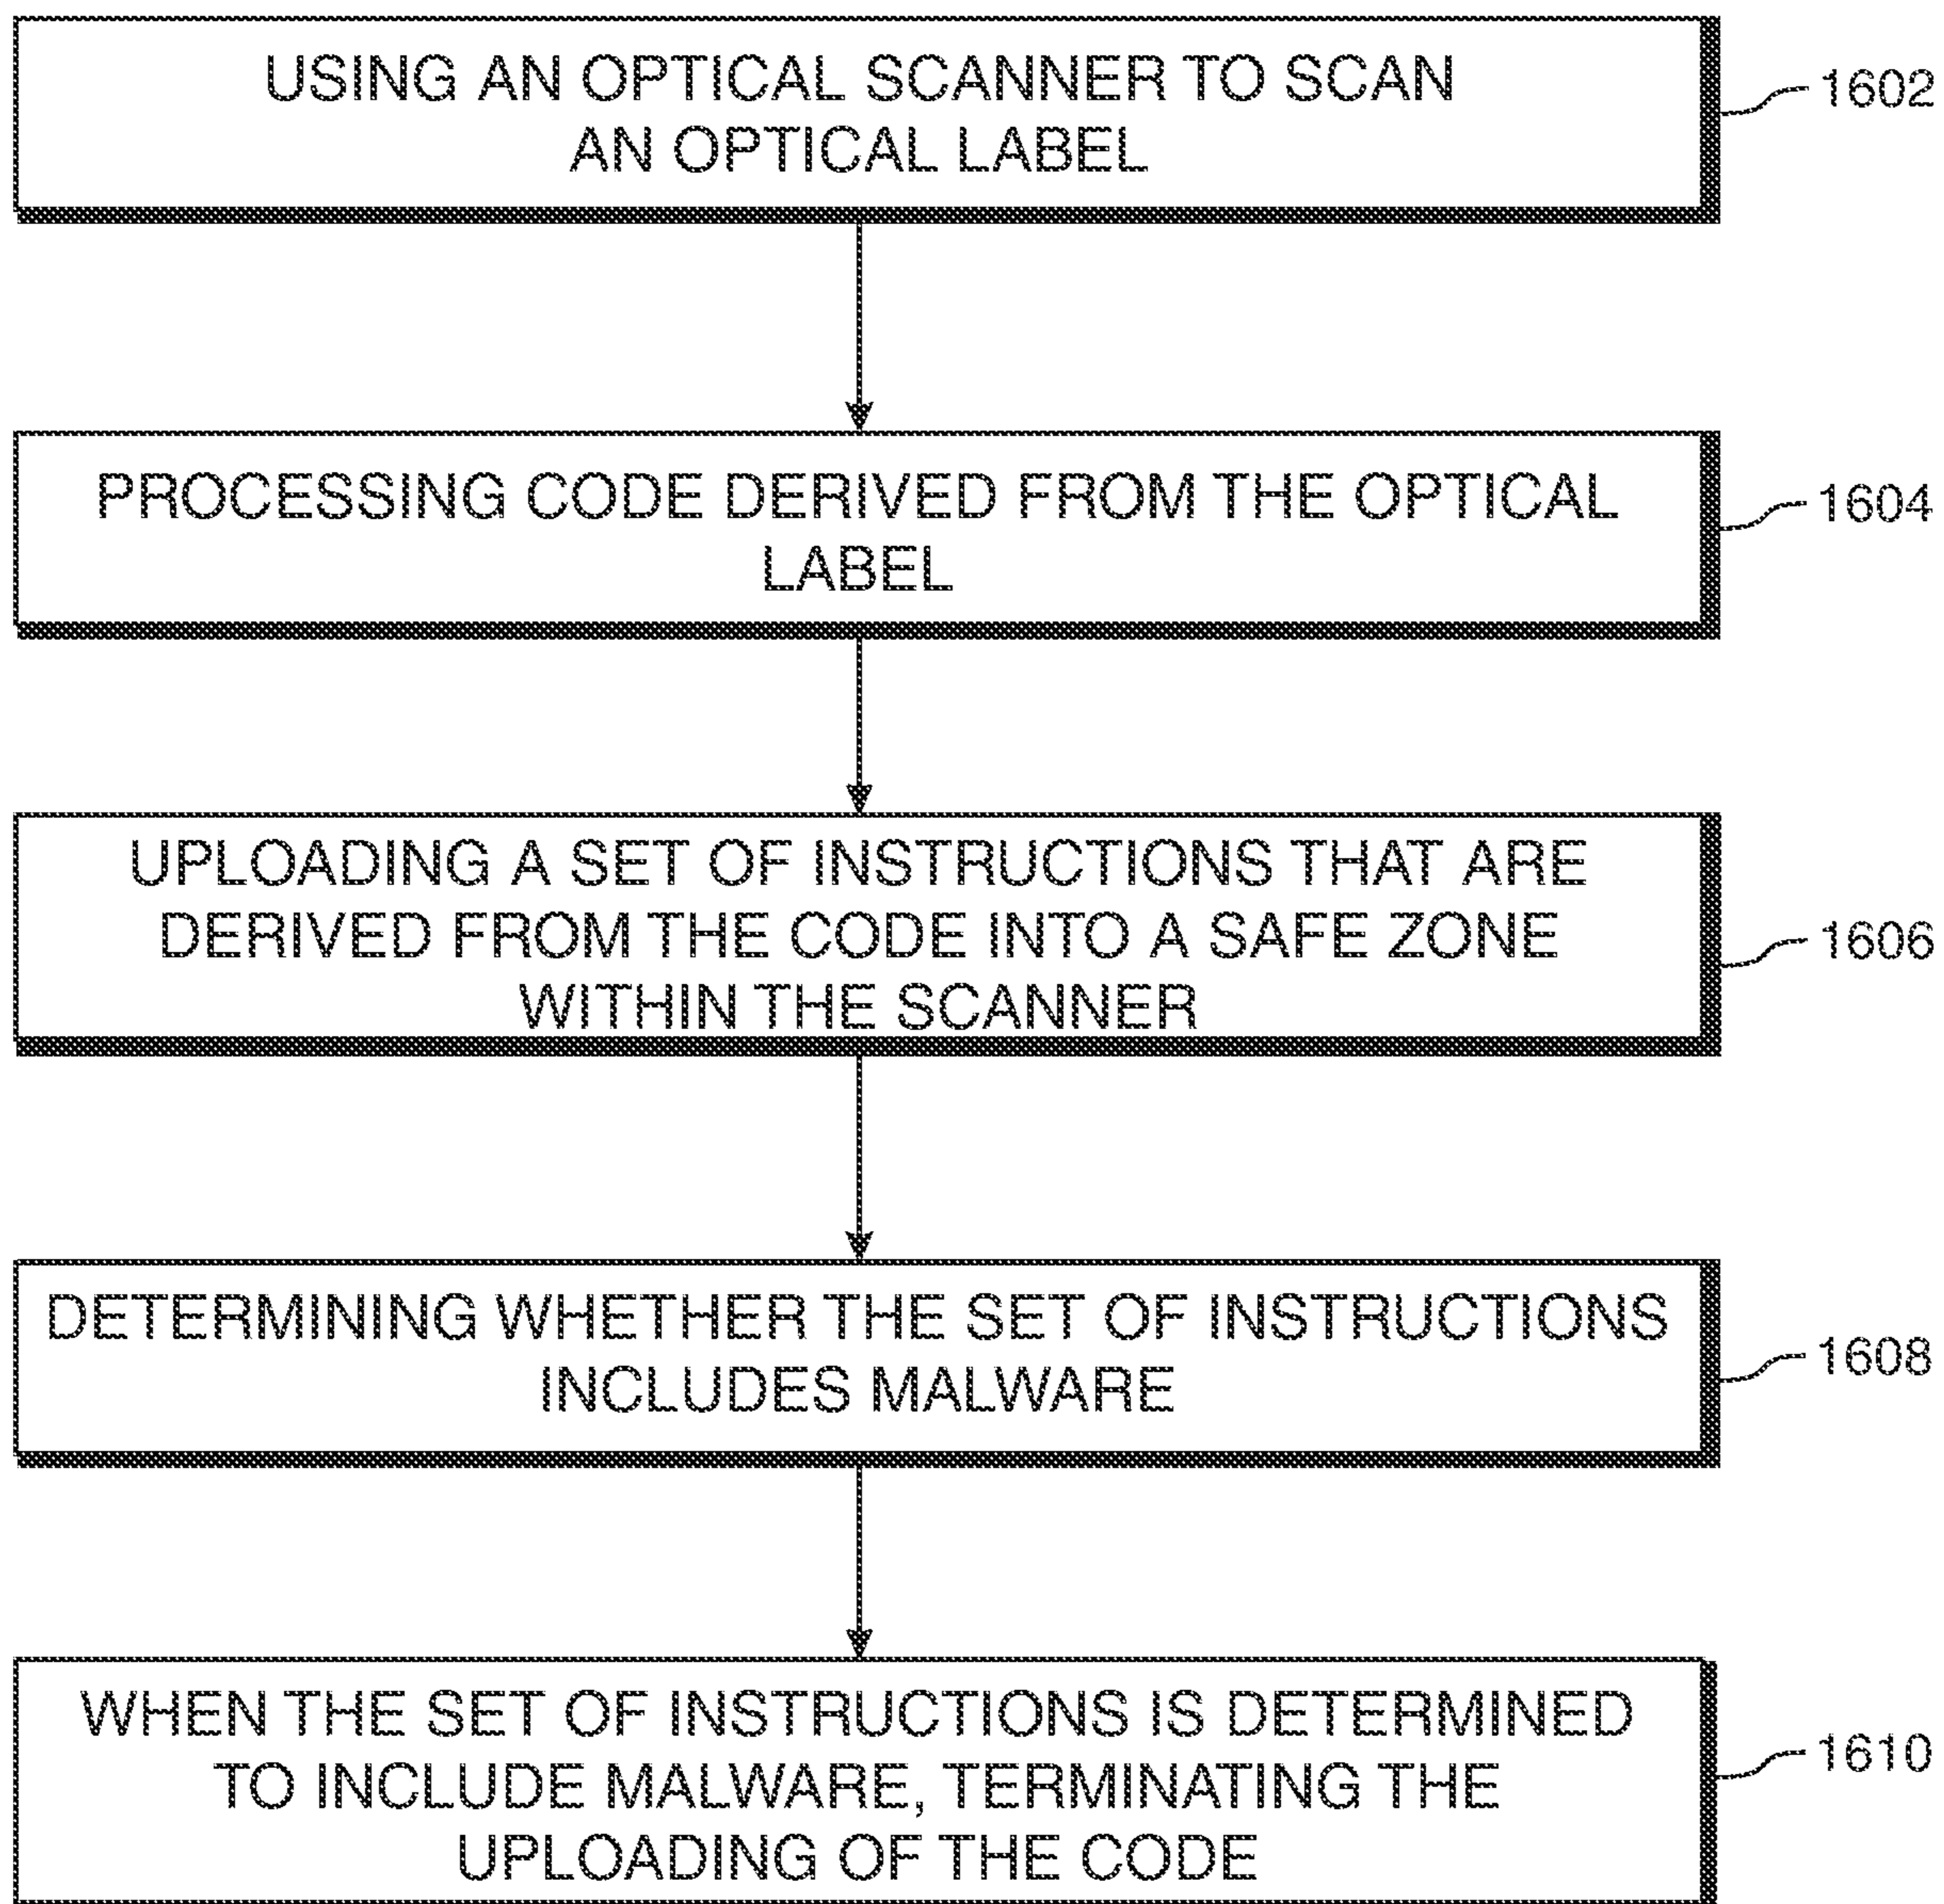 USING AN OPTICAL SCANNER TO SCAN
AN OPTICAL LABEL
1602
PROCESSING CODE DERIVED FROM THE OPTICAL
LABEL
1604
UPLOADING A SET OF INSTRUCTIONS THAT ARE
DERIVED FROM THE CODE INTO A SAFE ZONE
WITHIN THE SCANNER
1606
DETERMINING WHETHER THE SET OF INSTRUCTIONS
INCLUDES MALWARE
1608
WHEN THE SET OF INSTRUCTIONS IS DETERMINED
TO INCLUDE MALWARE, TERMINATING THE
UPLOADING OF THE CODE
1610